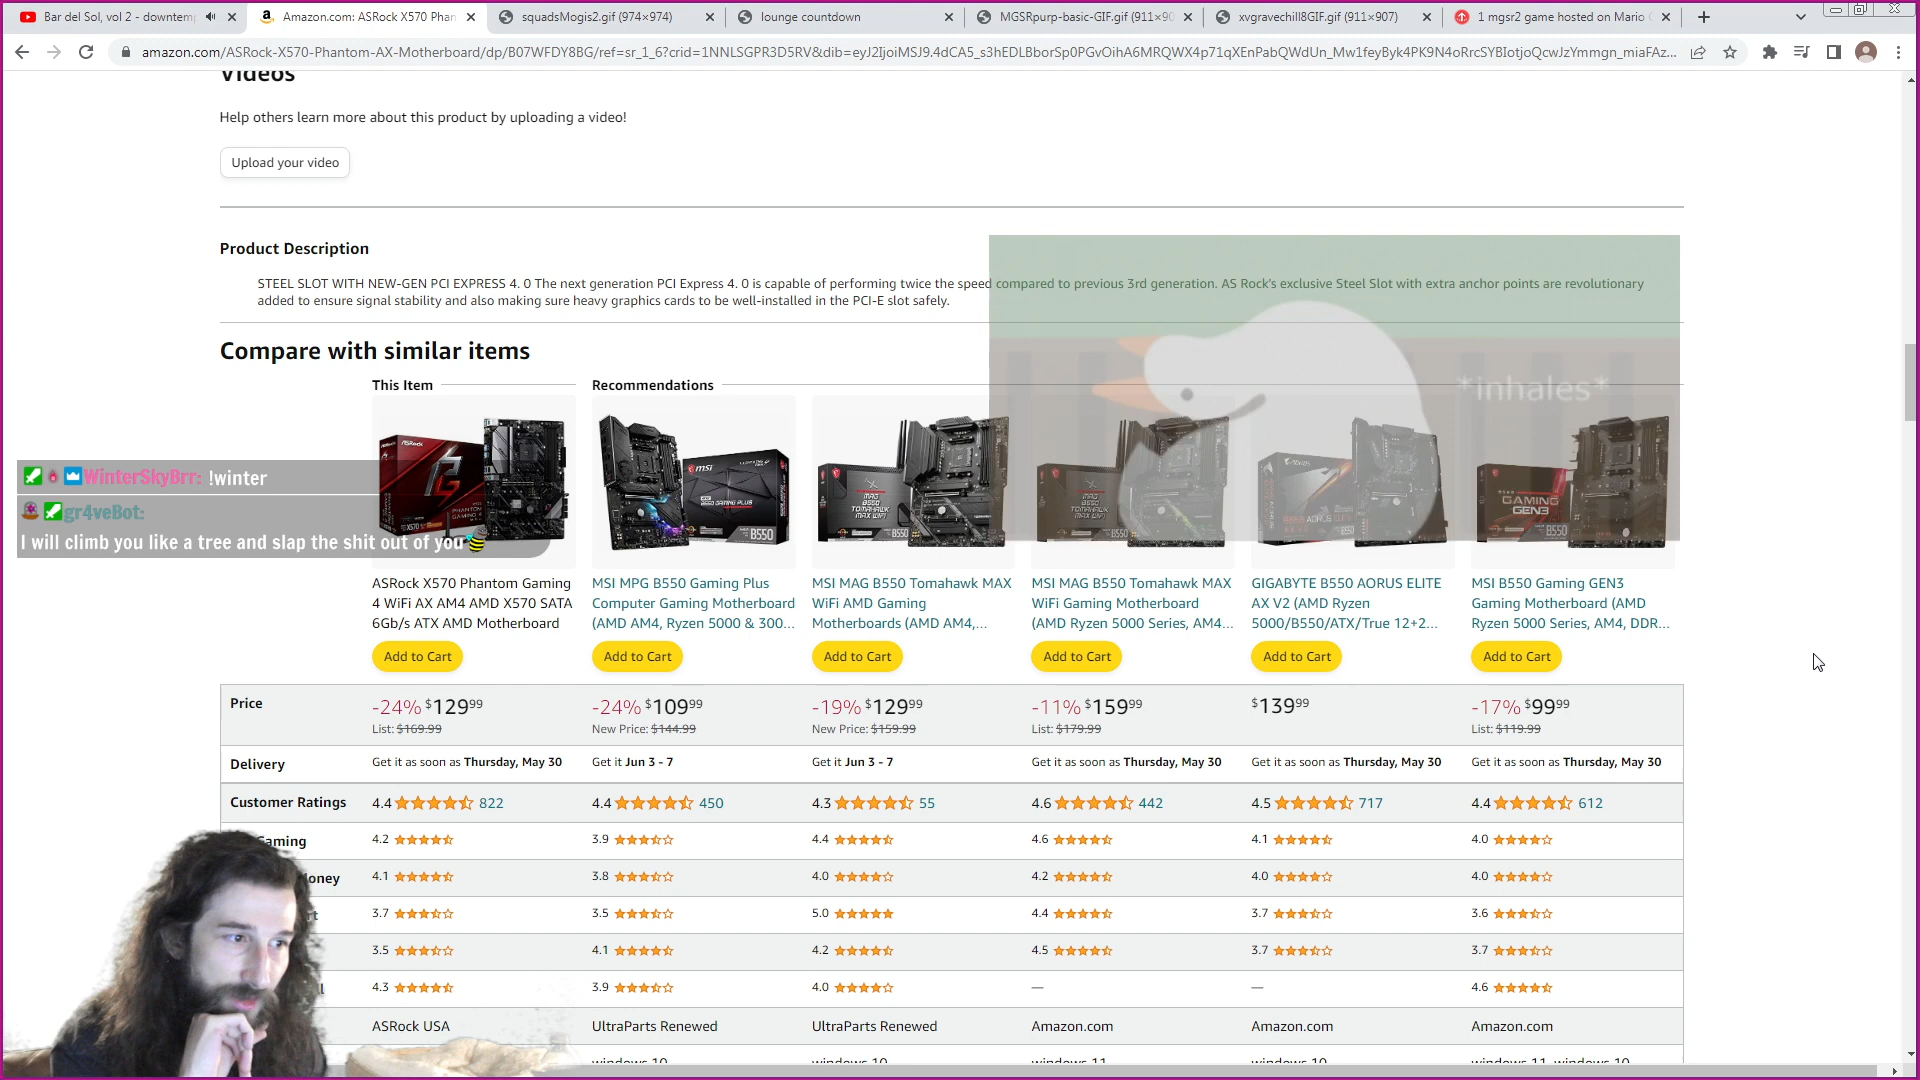 Bar del Sol, vol 2 - downtemp
Amazon.com: ASRock X570 Phan
squadsMogis2.gif (974×974)
lounge countdown
MGSRpurp-basic-GIF.gif (911×90
xvgravechill8GIF.gif (911×907)
1 mgsr2 game hosted on Mario
amazon.com/ASRock-X570-Phantom-AX-Motherboard/dp/B07WFDY8BG/ref=sr_1_6?crid=1NNLSGPR3D5RV&dib=eyJ2IjoiMSJ9.4dCA5_s3hEDLBborSp0PGvOihA6MRQWX4p71qXEnPabQWdUn_Mw1feyByk4PK9N4oRrcSYBIotjoQcwJzYmmgn_miaFAz...
Videos
Help others learn more about this product by uploading a video!
Upload your video
Product Description
STEEL SLOT WITH NEW-GEN PCI EXPRESS 4. 0 The next generation PCI Express 4. 0 is capable of performing twice the speed compared to previous 3rd generation. AS Rock's exclusive Steel Slot with extra anchor points are revolutionary
added to ensure signal stability and also making sure heavy graphics cards to be well-installed in the PCI-E slot safely.
Compare with similar items
This Item
Recommendations
*inhales*
WinterSkyBrr: !winter
gr4veBot:
I will climb you like a tree and slap the shit out of you
ASRock X570 Phantom Gaming
4 WiFi AX AM4 AMD X570 SATA
6Gb/s ATX AMD Motherboard
MSI MPG B550 Gaming Plus
Computer Gaming Motherboard
(AMD AM4, Ryzen 5000 & 300...
MSI MAG B550 Tomahawk MAX
WiFi AMD Gaming
Motherboards (AMD AM4,...
MSI MAG B550 Tomahawk MAX
WiFi Gaming Motherboard
(AMD Ryzen 5000 Series, AM4...
GIGABYTE B550 AORUS ELITE
AX V2 (AMD Ryzen
5000/B550/ATX/True 12+2...
MSI B550 Gaming GEN3
Gaming Motherboard (AMD
Ryzen 5000 Series, AM4, DDR...
Add to Cart Add to Cart Add to Cart Add to Cart Add to Cart Add to Cart
Price -24% $129⁹⁹ -24% $109⁹⁹ -19% $129⁹⁹ -11% $159⁹⁹ $139⁹⁹ -17% $99⁹⁹
List: $169.99 New Price: $144.99 New Price: $159.99 List: $179.99 List: $119.99
Delivery Get it as soon as Thursday, May 30 Get it Jun 3 - 7 Get it Jun 3 - 7 Get it as soon as Thursday, May 30 Get it as soon as Thursday, May 30 Get it as soon as Thursday, May 30
Customer Ratings 4.4 822 4.4 450 4.3 55 4.6 442 4.5 717 4.4 612
Gaming 4.2 3.9 4.4 4.6 4.1 4.0
oney 4.1 3.8 4.0 4.2 4.0 4.0
3.7 3.5 5.0 4.4 3.7 3.6
3.5 4.1 4.2 4.5 3.7 3.7
4.3 3.9 4.0 — — 4.6
ASRock USA UltraParts Renewed UltraParts Renewed Amazon.com Amazon.com Amazon.com
windows 10 windows 10 windows 11 windows 10 windows 11, windows 10